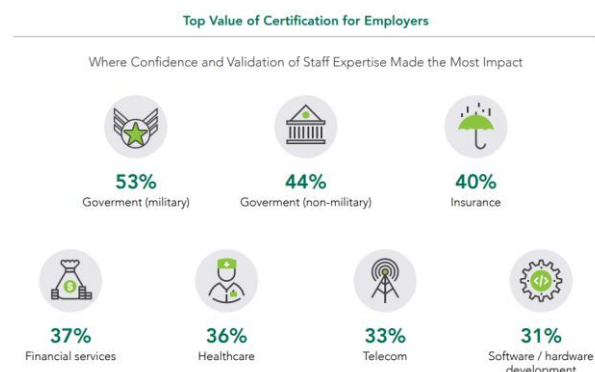 Top Value of Certification for Employers
Where Confidence and Validation of Staff Expertise Made the Most Impact
53%
Goverment (military)
44%
Goverment (non-military)
40%
Insurance
37%
Financial services
36%
Healthcare
33%
Telecom
31%
Software / hardware
development